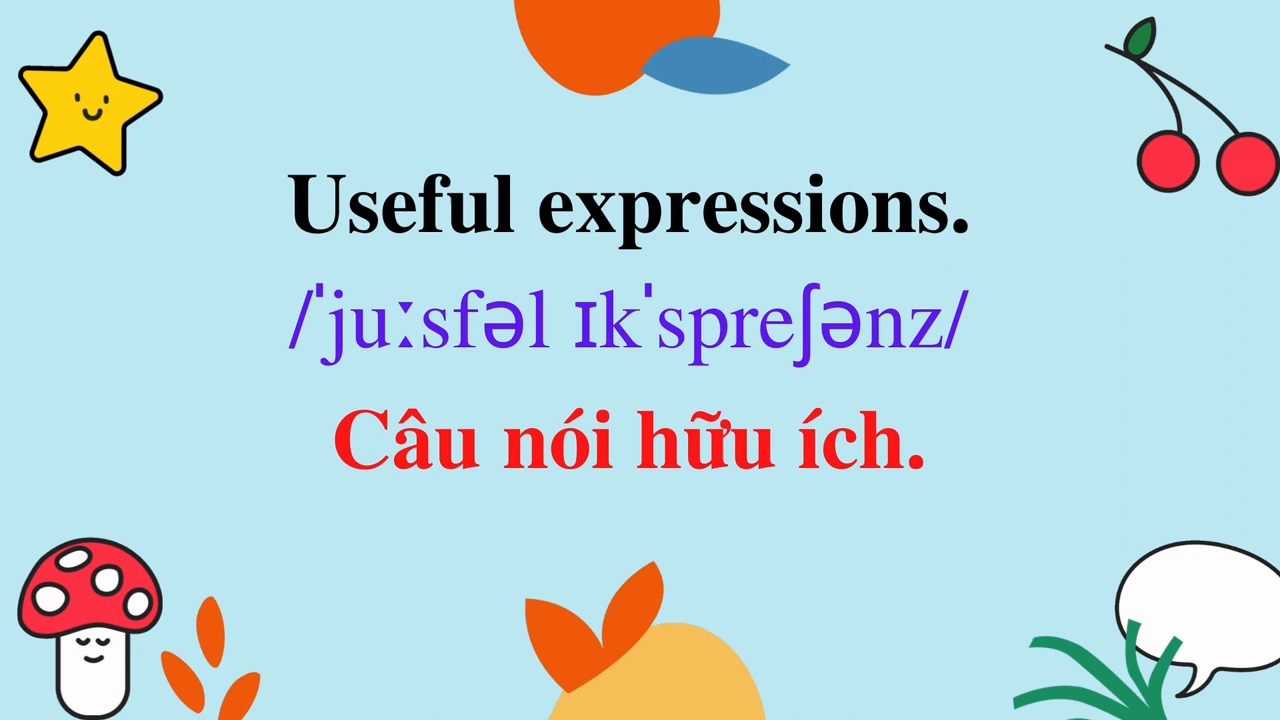 Useful expressions.
/ˈjuːsfəl ɪkˈspreʃənz/
Câu nói hữu ích.